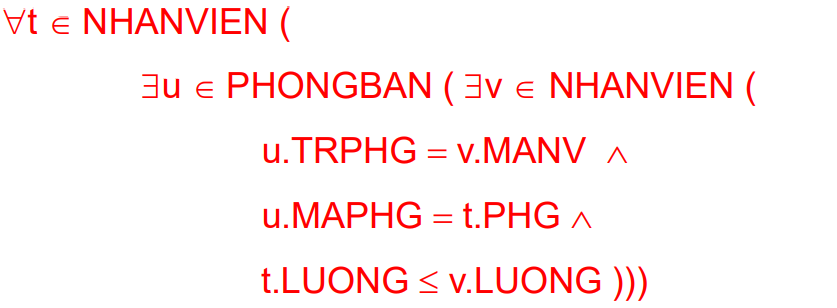 ∀t ∈ NHANVIEN (
∃u ∈ PHONGBAN ( ∃v ∈ NHANVIEN (
u.TRPHG = v.MANV ∧
u.MAPHG = t.PHG ∧
t.LUONG ≤ v.LUONG )))